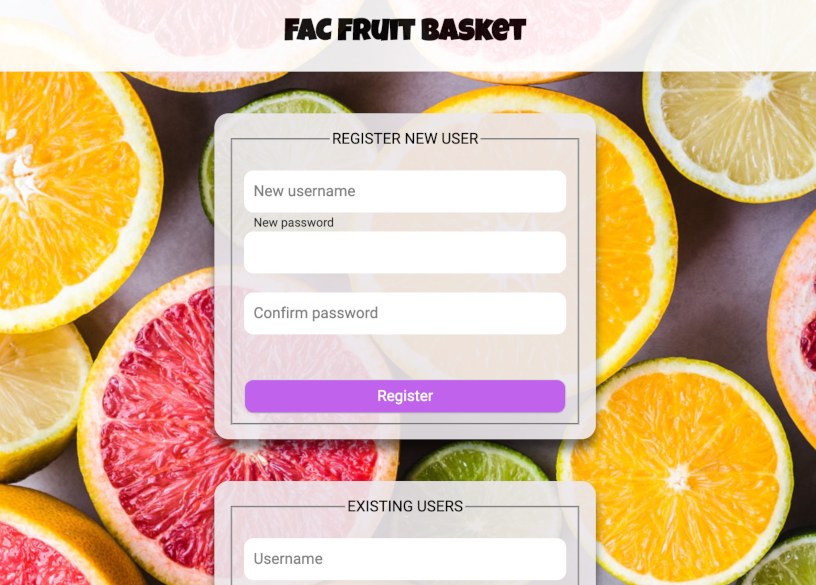 FAC FRUIT BASKET
REGISTER NEW USER
New username
New password
Confirm password
Register
EXISTING USERS
Username